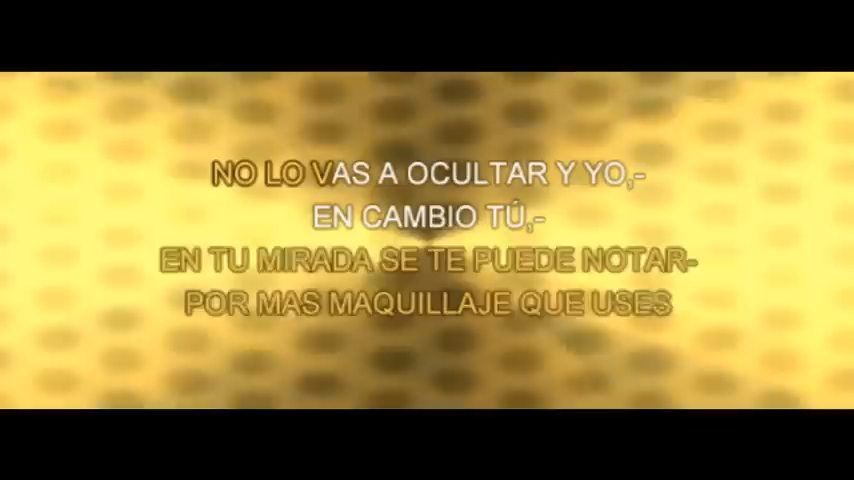 NO LO VAS A OCULTAR Y YO,-
EN CAMBIO TÚ,-
EN TU MIRADA SE TE PUEDE NOTAR-
POR MAS MAQUILLAJE QUE USES